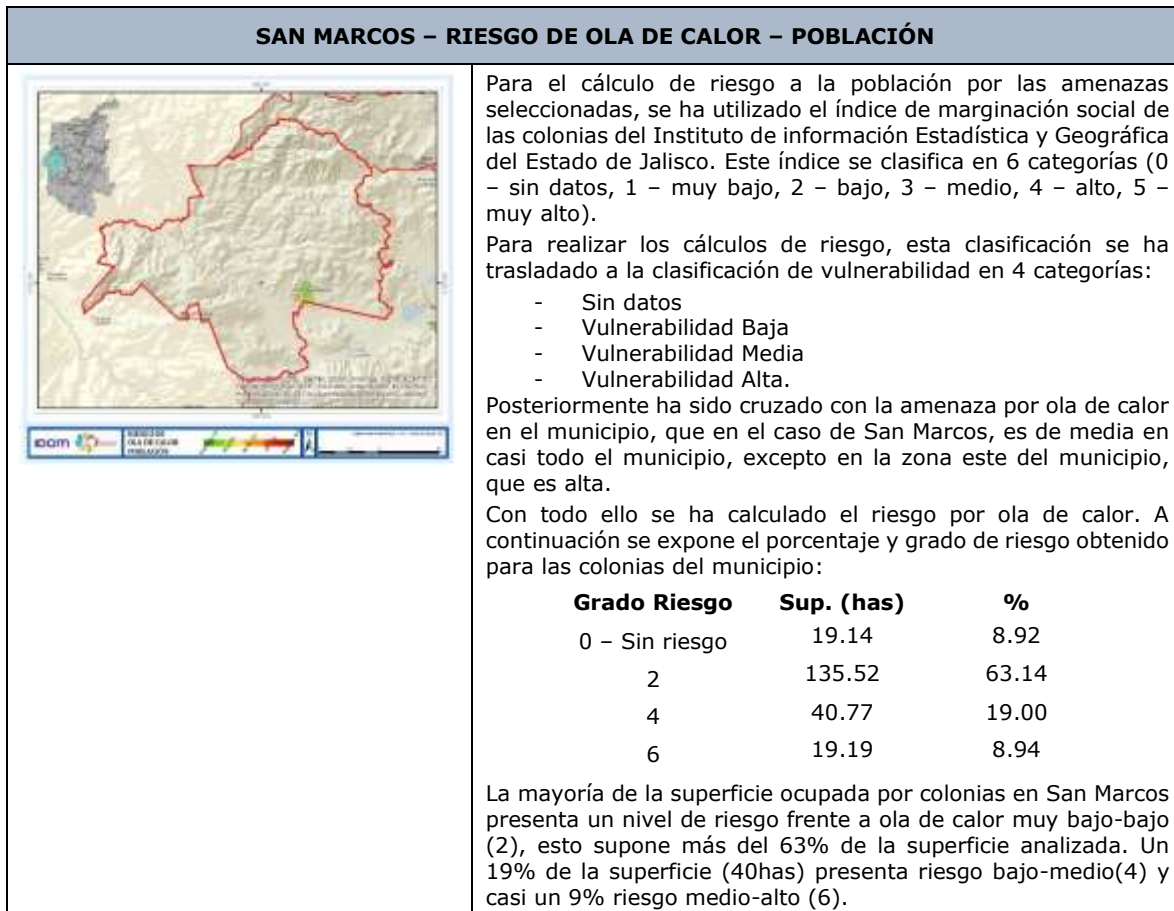 SAN MARCOS – RIESGO DE OLA DE CALOR – POBLACIÓN
IDOM
RIESGO DE
OLA DE CALOR
POBLACIÓN
Para el cálculo de riesgo a la población por las amenazas
seleccionadas, se ha utilizado el índice de marginación social de
las colonias del Instituto de información Estadística y Geográfica
del Estado de Jalisco. Este índice se clasifica en 6 categorías (0
– sin datos, 1 – muy bajo, 2 – bajo, 3 – medio, 4 – alto, 5 –
muy alto).
Para realizar los cálculos de riesgo, esta clasificación se ha
trasladado a la clasificación de vulnerabilidad en 4 categorías:
- Sin datos
- Vulnerabilidad Baja
- Vulnerabilidad Media
- Vulnerabilidad Alta.
Posteriormente ha sido cruzado con la amenaza por ola de calor
en el municipio, que en el caso de San Marcos, es de media en
casi todo el municipio, excepto en la zona este del municipio,
que es alta.
Con todo ello se ha calculado el riesgo por ola de calor. A
continuación se expone el porcentaje y grado de riesgo obtenido
para las colonias del municipio:
Grado Riesgo Sup. (has) %
0 – Sin riesgo 19.14 8.92
2 135.52 63.14
4 40.77 19.00
6 19.19 8.94
La mayoría de la superficie ocupada por colonias en San Marcos
presenta un nivel de riesgo frente a ola de calor muy bajo-bajo
(2), esto supone más del 63% de la superficie analizada. Un
19% de la superficie (40has) presenta riesgo bajo-medio(4) y
casi un 9% riesgo medio-alto (6).